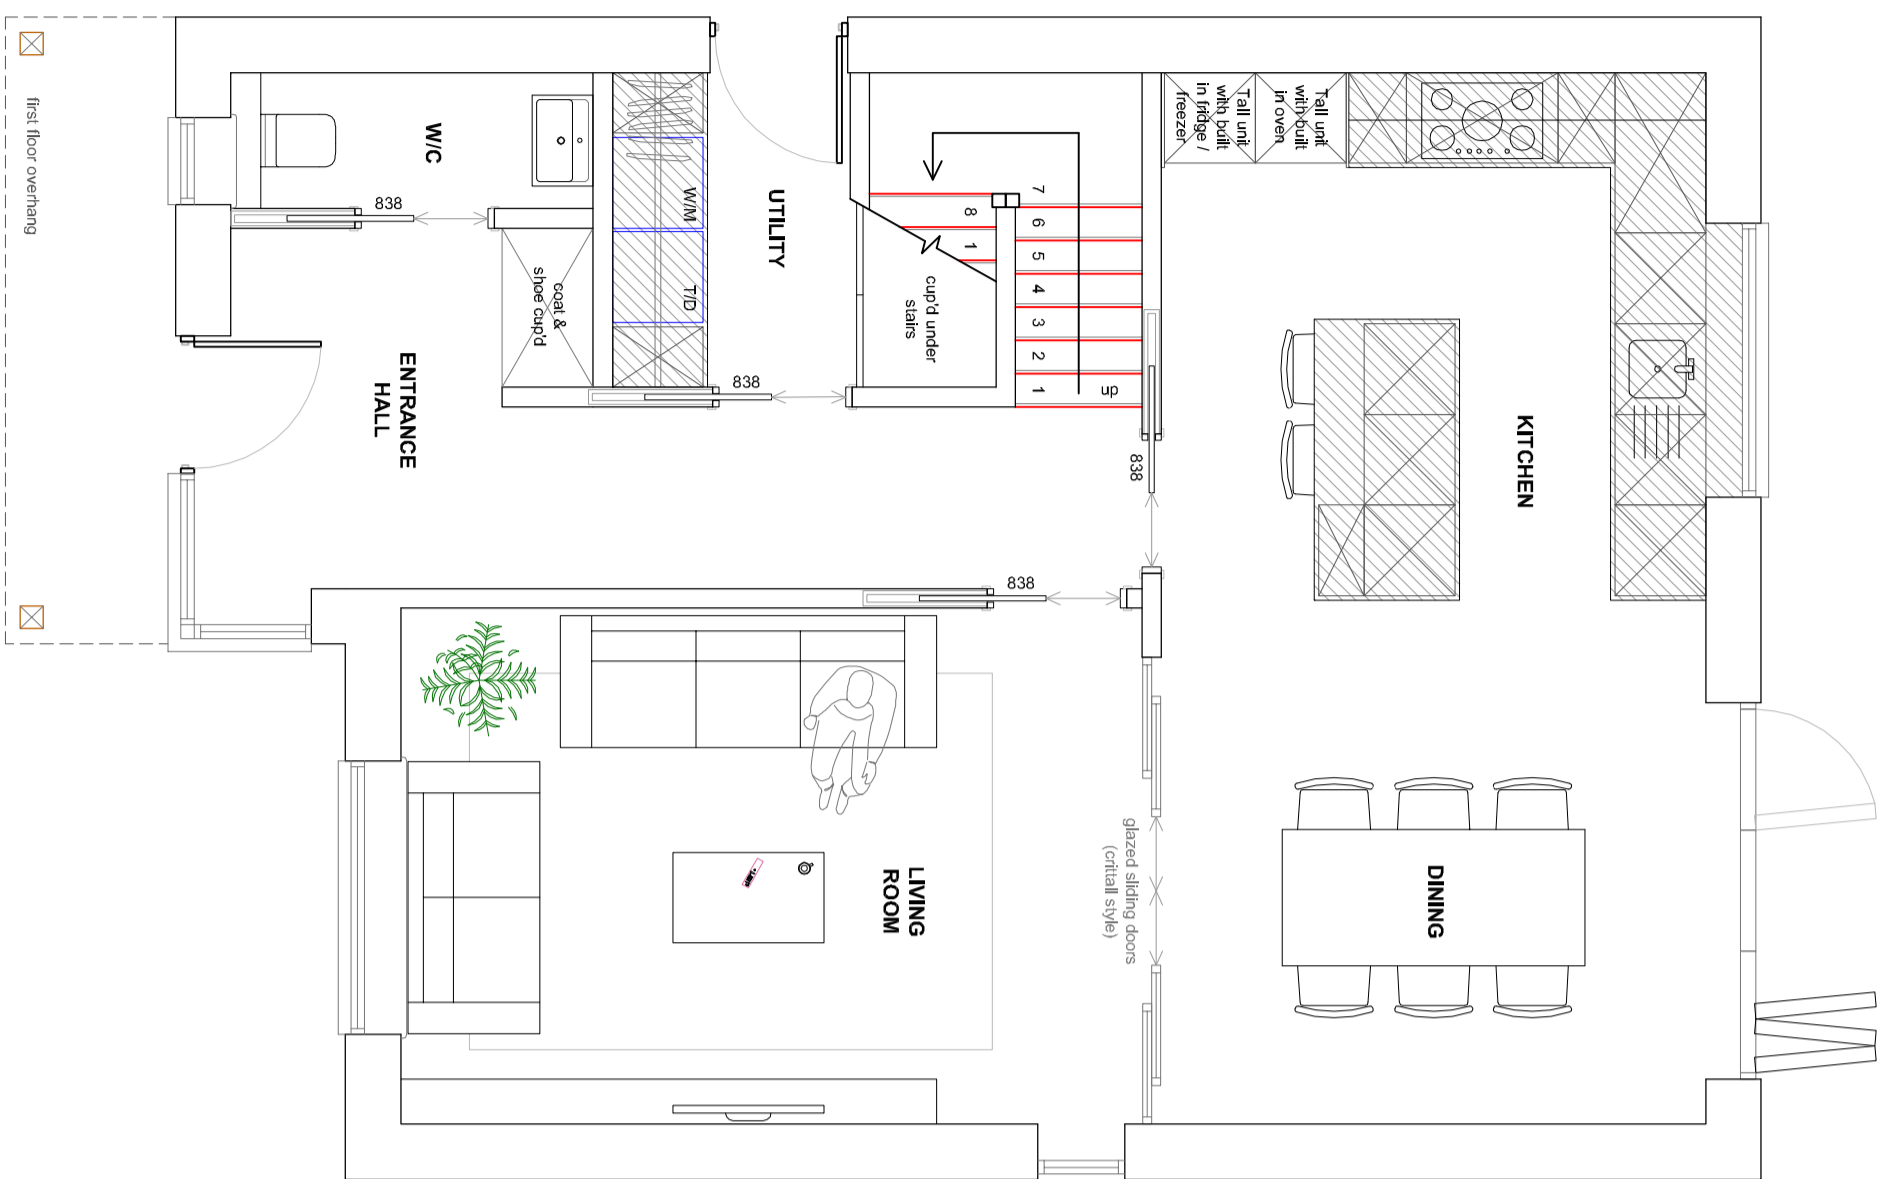 first floor overhang
W/C
838
ENTRANCE
HALL
coat &
shoe cup'd
W/M
T/D
UTILITY
838
cup'd under
stairs
8
1
7
6
5
4
3
2
1
up
838
838
Tall unit
with built
in fridge /
freezer
Tall unit
with built
in oven
KITCHEN
DINING
LIVING
ROOM
glazed sliding doors
(crittall style)